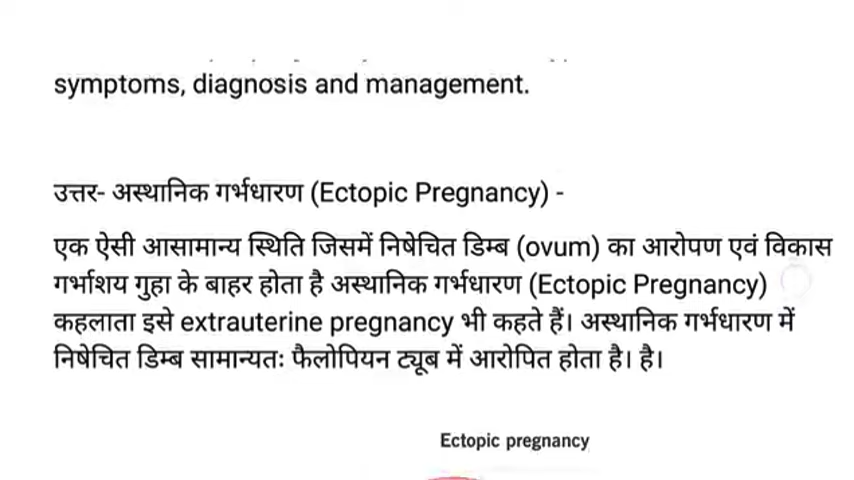 symptoms, diagnosis and management.
उत्तर- अस्थानिक गर्भधारण (Ectopic Pregnancy) -
एक ऐसी आसामान्य स्थिति जिसमें निषेचित डिम्ब (ovum) का आरोपण एवं विकास
गर्भाशय गुहा के बाहर होता है अस्थानिक गर्भधारण (Ectopic Pregnancy)
कहलाता इसे extrauterine pregnancy भी कहते हैं। अस्थानिक गर्भधारण में
निषेचित डिम्ब सामान्यतः फैलोपियन ट्यूब में आरोपित होता है। है।
Ectopic pregnancy